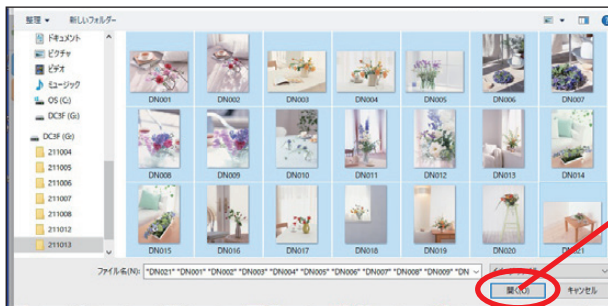 整理 ▼ 新しいフォルダー
ドキュメント
ピクチャ
ビデオ
ミュージック
OS (C:)
DC3F (G:)
DC3F (G:)
211004
211005
211006
211007
211008
211012
211013
DN001 DN002 DN003 DN004 DN005 DN006 DN007
DN008 DN009 DN010 DN011 DN012 DN013 DN014
DN015 DN016 DN017 DN018 DN019 DN020 DN021
ファイル名(N): "DN021" "DN001" "DN002" "DN003" "DN004" "DN005" "DN006" "DN007" "DN008" "DN009" "DN
開く(O) キャンセル